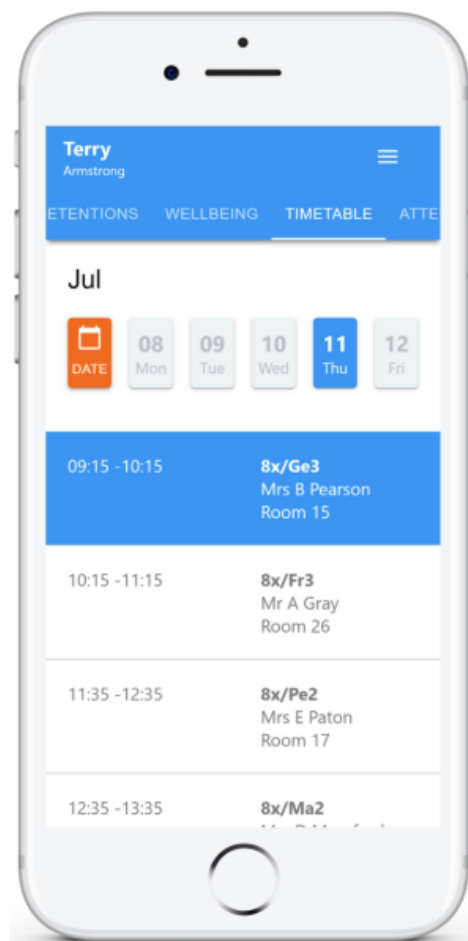 Terry
Armstrong
ETENTIONS WELLBEING TIMETABLE ATTE
Jul
DATE
08 Mon
09 Tue
10 Wed
11 Thu
12 Fri
09:15 -10:15
8x/Ge3
Mrs B Pearson
Room 15
10:15 -11:15
8x/Fr3
Mr A Gray
Room 26
11:35 -12:35
8x/Pe2
Mrs E Paton
Room 17
12:35 -13:35
8x/Ma2